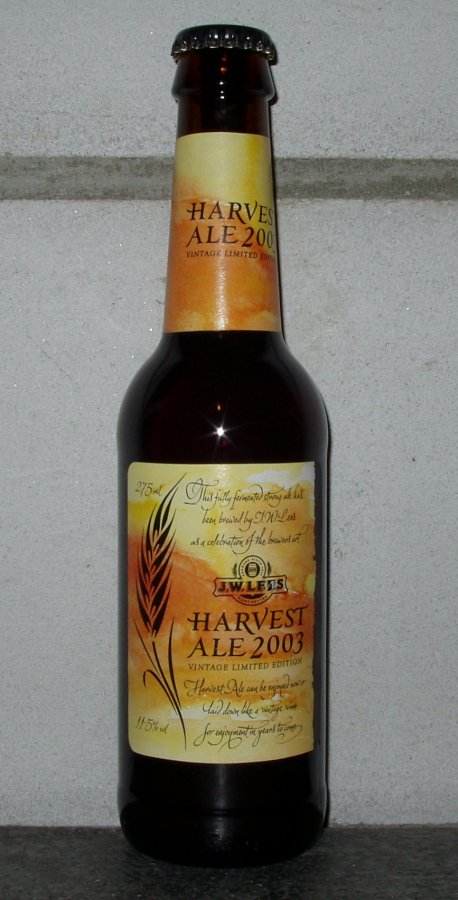 HARVES
ALE 200
VINTAGE LIMITED EDITION
275ml
This fully fermented strong ale has
been brewed by J.W.Lees
as a celebration of the brewers art
J.W. LEES
HARVEST
ALE 2003
VINTAGE LIMITED EDITION
Harvest Ale can be enjoyed now or
laid down like a vintage wine
for enjoyment in years to come
11·5% vol